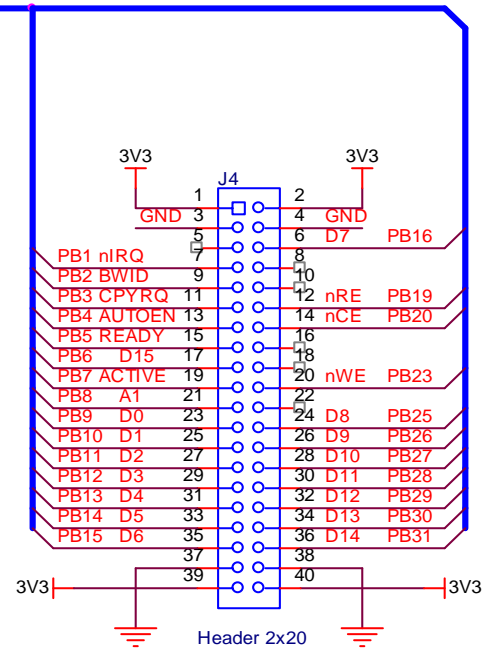 3V3 3V3
J4
1 2
GND 3 4 GND
5 6 D7 PB16
7 8
PB1 nIRQ
9 10
PB2 BWID
PB3 CPYRQ 11 12 nRE PB19
PB4 AUTOEN 13 14 nCE PB20
PB5 READY 15 16
PB6 D15 17 18
PB7 ACTIVE 19 20 nWE PB23
PB8 A1 21 22
PB9 D0 23 24 D8 PB25
PB10 D1 25 26 D9 PB26
PB11 D2 27 28 D10 PB27
PB12 D3 29 30 D11 PB28
PB13 D4 31 32 D12 PB29
PB14 D5 33 34 D13 PB30
PB15 D6 35 36 D14 PB31
37 38
3V3 39 40 3V3
Header 2x20